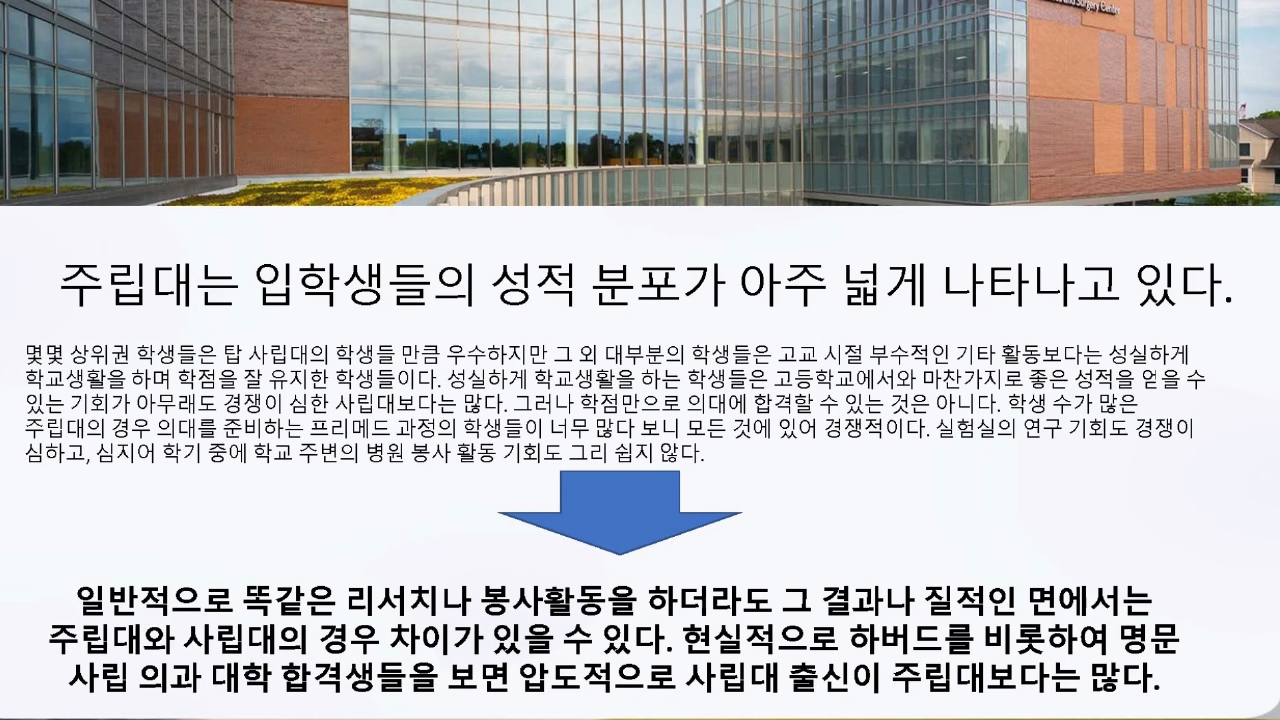 and Surgery Center
주립대는 입학생들의 성적 분포가 아주 넓게 나타나고 있다.
몇몇 상위권 학생들은 탑 사립대의 학생들 만큼 우수하지만 그 외 대부분의 학생들은 고교 시절 부수적인 기타 활동보다는 성실하게
학교생활을 하며 학점을 잘 유지한 학생들이다. 성실하게 학교생활을 하는 학생들은 고등학교에서와 마찬가지로 좋은 성적을 얻을 수
있는 기회가 아무래도 경쟁이 심한 사립대보다는 많다. 그러나 학점만으로 의대에 합격할 수 있는 것은 아니다. 학생 수가 많은
주립대의 경우 의대를 준비하는 프리메드 과정의 학생들이 너무 많다 보니 모든 것에 있어 경쟁적이다. 실험실의 연구 기회도 경쟁이
심하고, 심지어 학기 중에 학교 주변의 병원 봉사 활동 기회도 그리 쉽지 않다.
일반적으로 똑같은 리서치나 봉사활동을 하더라도 그 결과나 질적인 면에서는
주립대와 사립대의 경우 차이가 있을 수 있다. 현실적으로 하버드를 비롯하여 명문
사립 의과 대학 합격생들을 보면 압도적으로 사립대 출신이 주립대보다는 많다.